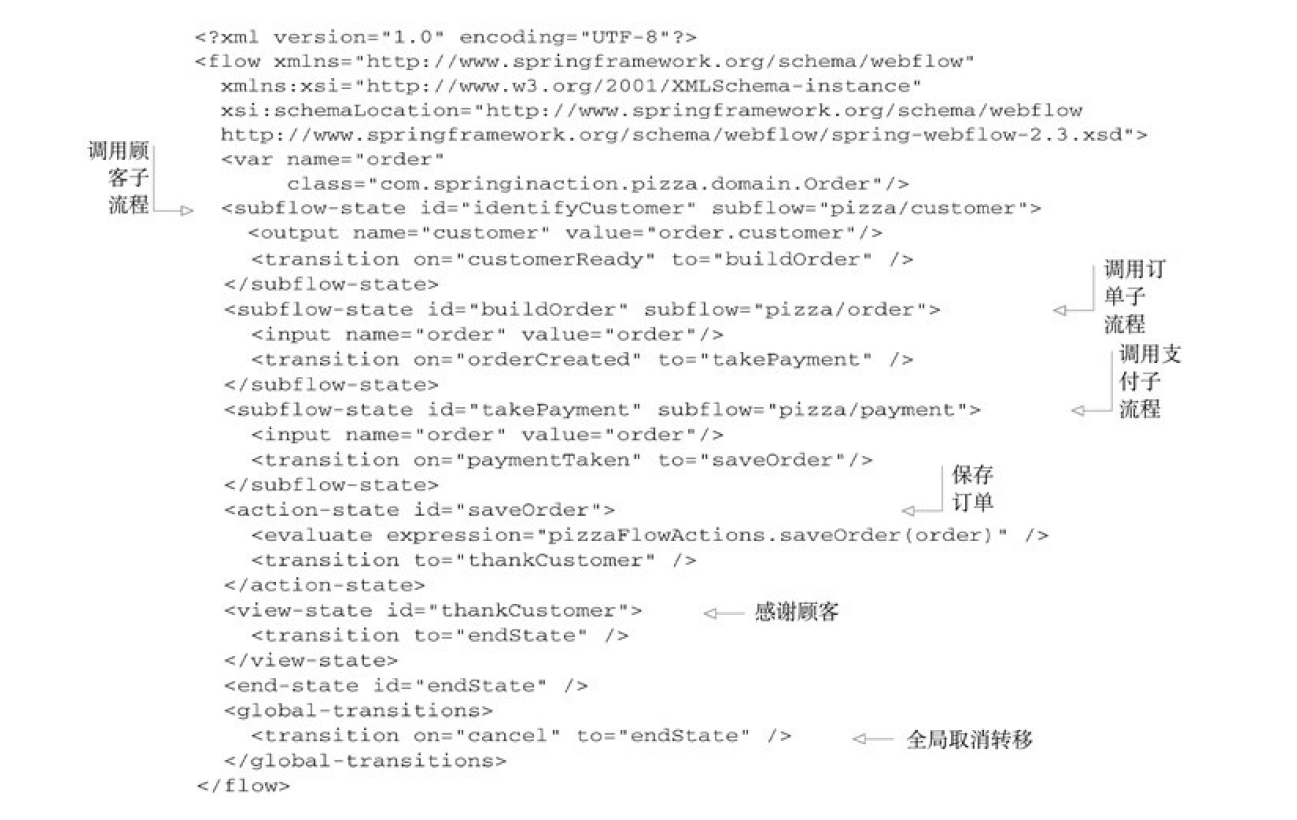 <?xml version="1.0" encoding="UTF-8"?>
<flow xmlns="http://www.springframework.org/schema/webflow"
xmlns:xsi="http://www.w3.org/2001/XMLSchema-instance"
xsi:schemaLocation="http://www.springframework.org/schema/webflow
http://www.springframework.org/schema/webflow/spring-webflow-2.3.xsd">
调用顾
客子
流程
<var name="order"
class="com.springinaction.pizza.domain.Order"/>
<subflow-state id="identifyCustomer" subflow="pizza/customer">
<output name="customer" value="order.customer"/>
<transition on="customerReady" to="buildOrder" />
</subflow-state>
调用订
单子
流程
<subflow-state id="buildOrder" subflow="pizza/order">
<input name="order" value="order"/>
<transition on="orderCreated" to="takePayment" />
</subflow-state>
调用支
付子
流程
<subflow-state id="takePayment" subflow="pizza/payment">
<input name="order" value="order"/>
<transition on="paymentTaken" to="saveOrder"/>
</subflow-state>
保存
订单
<action-state id="saveOrder">
<evaluate expression="pizzaFlowActions.saveOrder(order)" />
<transition to="thankCustomer" />
</action-state>
<view-state id="thankCustomer"> 感谢顾客
<transition to="endState" />
</view-state>
<end-state id="endState" />
<global-transitions>
<transition on="cancel" to="endState" /> 全局取消转移
</global-transitions>
</flow>